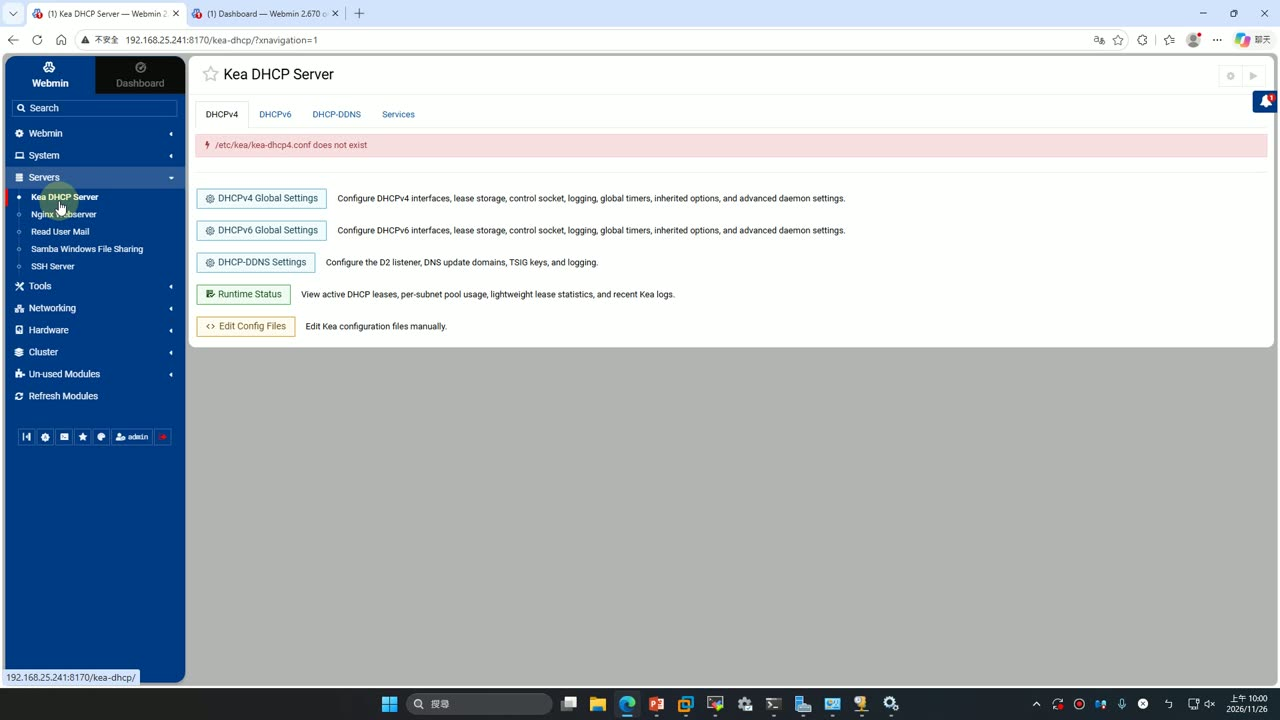 (1) Kea DHCP Server — Webmin 2
(1) Dashboard — Webmin 2.670 o
不安全
192.168.25.241:8170/kea-dhcp/?xnavigation=1
聊天
Webmin
Dashboard
Search
Webmin
System
Servers
Kea DHCP Server
Nginx Webserver
Read User Mail
Samba Windows File Sharing
SSH Server
Tools
Networking
Hardware
Cluster
Un-used Modules
Refresh Modules
admin
Kea DHCP Server
DHCPv4 DHCPv6 DHCP-DDNS Services
/etc/kea/kea-dhcp4.conf does not exist
DHCPv4 Global Settings Configure DHCPv4 interfaces, lease storage, control socket, logging, global timers, inherited options, and advanced daemon settings.
DHCPv6 Global Settings Configure DHCPv6 interfaces, lease storage, control socket, logging, global timers, inherited options, and advanced daemon settings.
DHCP-DDNS Settings Configure the D2 listener, DNS update domains, TSIG keys, and logging.
Runtime Status View active DHCP leases, per-subnet pool usage, lightweight lease statistics, and recent Kea logs.
Edit Config Files Edit Kea configuration files manually.
1
192.168.25.241:8170/kea-dhcp/
搜尋
上午 10:00
2026/11/26